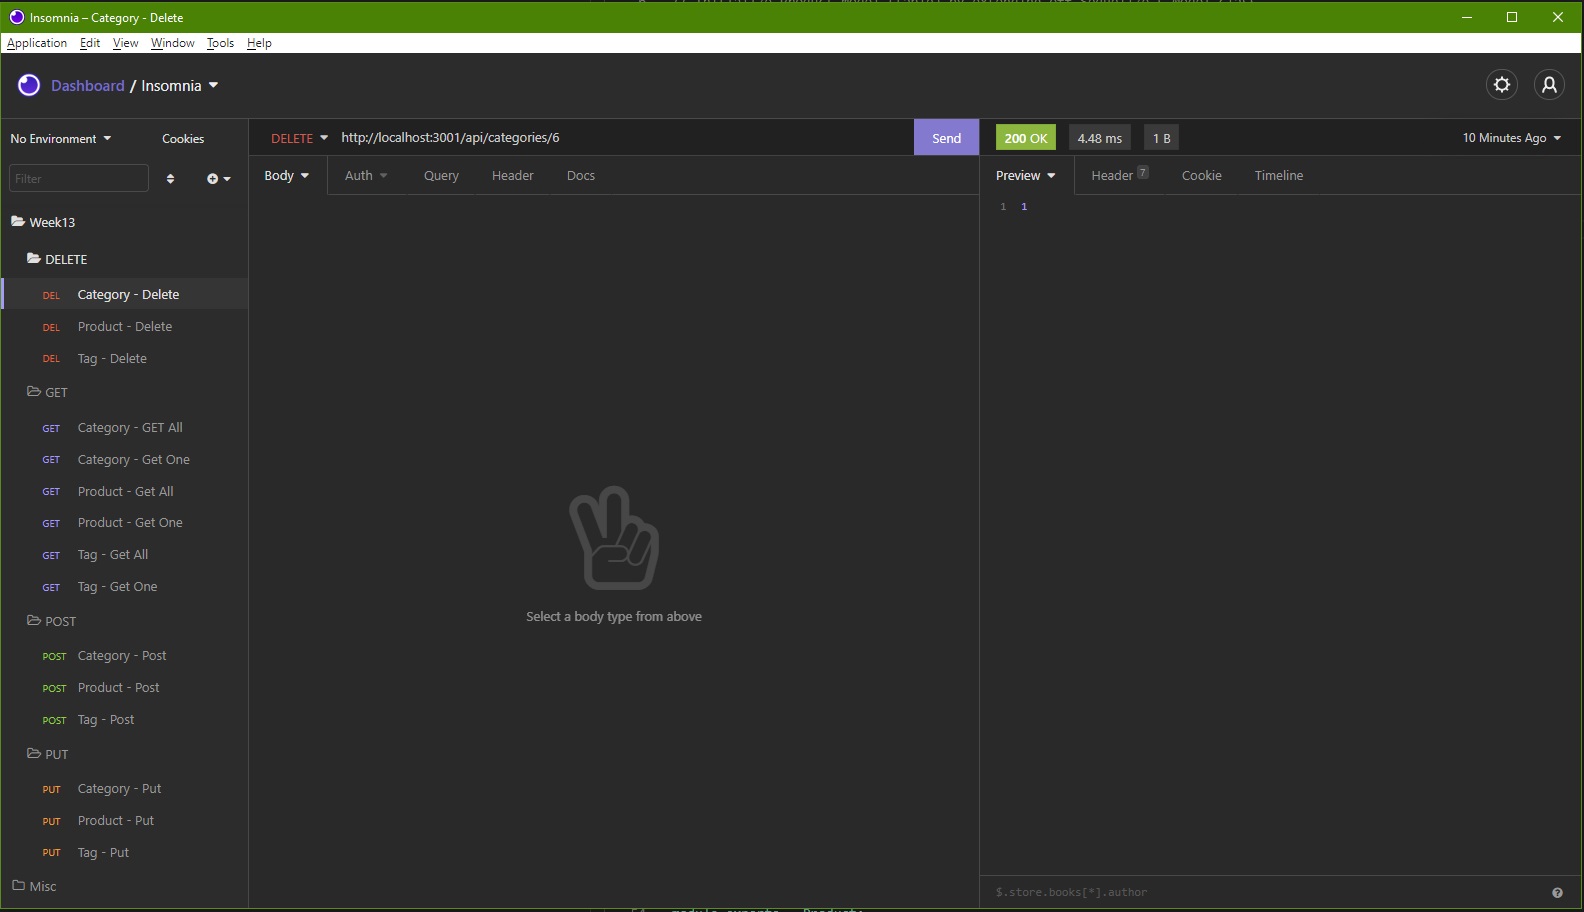 Insomnia – Category - Delete
Application Edit View Window Tools Help
Dashboard / Insomnia
No Environment Cookies
DELETE http://localhost:3001/api/categories/6 Send
200 OK 4.48 ms 1 B 10 Minutes Ago
Filter
Body Auth Query Header Docs
Preview Header 7 Cookie Timeline
1 1
Week13
DELETE
DEL Category - Delete
DEL Product - Delete
DEL Tag - Delete
GET
GET Category - GET All
GET Category - Get One
GET Product - Get All
GET Product - Get One
GET Tag - Get All
GET Tag - Get One
POST
POST Category - Post
POST Product - Post
POST Tag - Post
PUT
PUT Category - Put
PUT Product - Put
PUT Tag - Put
Misc
Select a body type from above
$.store.books[*].author